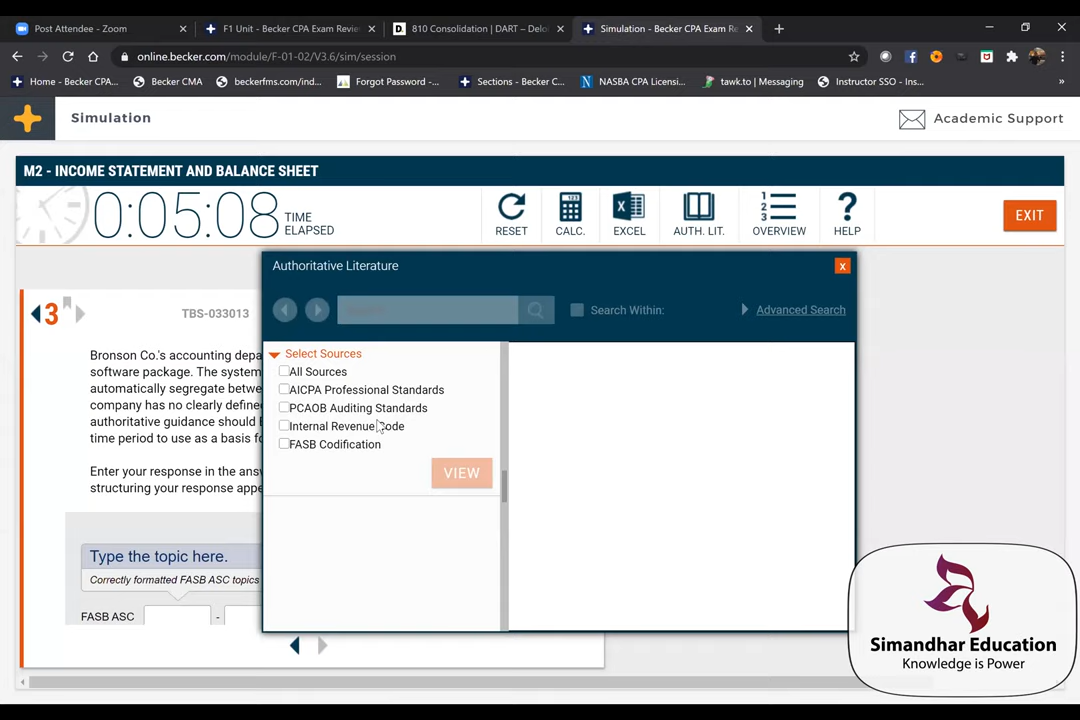 Post Attendee - Zoom
F1 Unit - Becker CPA Exam Review
810 Consolidation | DART – Delo
Simulation - Becker CPA Exam Re
online.becker.com/module/F-01-02/V3.6/sim/session
Home - Becker CPA...
Becker CMA
beckerfms.com/ind...
Forgot Password -...
Sections - Becker C...
NASBA CPA Licensi...
tawk.to | Messaging
Instructor SSO - Ins...
Simulation
Academic Support
M2 - INCOME STATEMENT AND BALANCE SHEET
0:05:08
TIME
ELAPSED
RESET
CALC.
EXCEL
AUTH. LIT.
OVERVIEW
HELP
EXIT
3
TBS-033013
Bronson Co.'s accounting depa
software package. The system
automatically segregate betwe
company has no clearly define
authoritative guidance should b
time period to use as a basis fo
Enter your response in the answ
structuring your response appe
Type the topic here.
Correctly formatted FASB ASC topics
FASB ASC
-
Authoritative Literature
x
Search Within:
Advanced Search
Select Sources
All Sources
AICPA Professional Standards
PCAOB Auditing Standards
Internal Revenue Code
FASB Codification
VIEW
Simandhar Education
Knowledge is Power